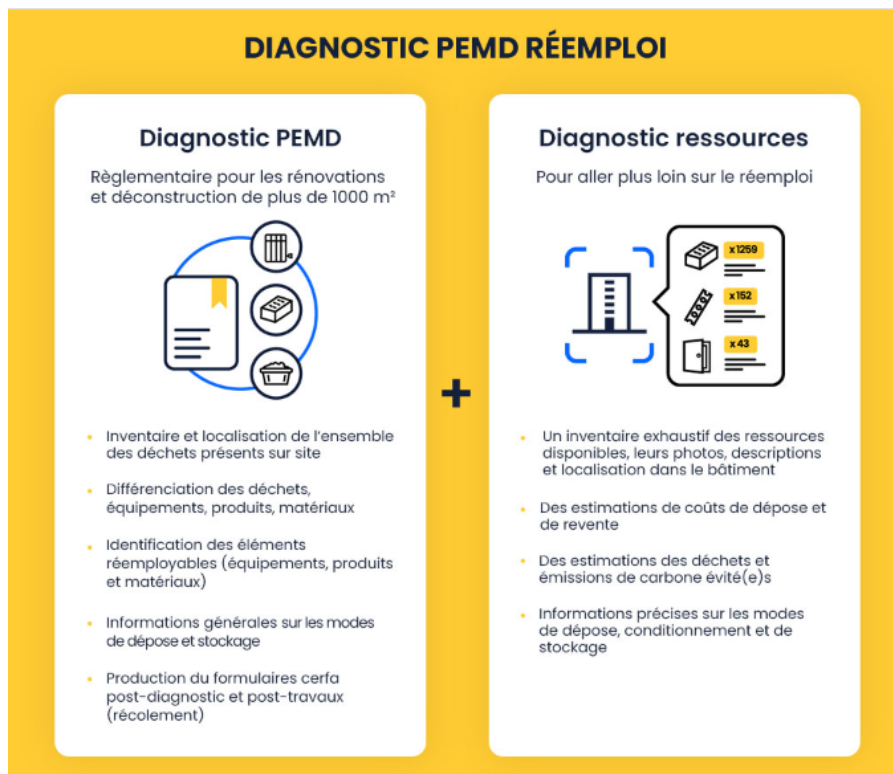 DIAGNOSTIC PEMD RÉEMPLOI
Diagnostic PEMD
Règlementaire pour les rénovations
et déconstruction de plus de 1000 m²
Inventaire et localisation de l'ensemble
des déchets présents sur site
Différenciation des déchets,
équipements, produits, matériaux
Identification des éléments
réemployables (équipements, produits
et matériaux)
Informations générales sur les modes
de dépose et stockage
Production du formulaires cerfa
post-diagnostic et post-travaux
(récolement)
+
Diagnostic ressources
Pour aller plus loin sur le réemploi
x1259
x152
x43
Un inventaire exhaustif des ressources
disponibles, leurs photos, descriptions
et localisation dans le bâtiment
Des estimations de coûts de dépose et
de revente
Des estimations des déchets et
émissions de carbone évité(e)s
Informations précises sur les modes
de dépose, conditionnement et de
stockage